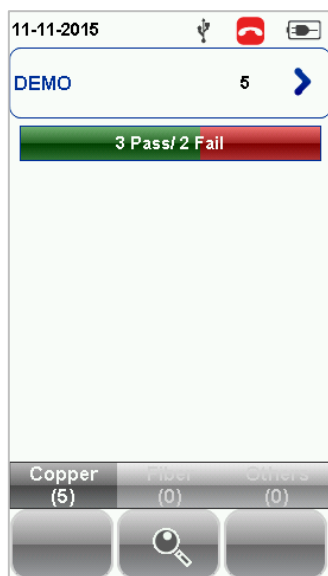 11-11-2015
DEMO 5
3 Pass/ 2 Fail
Copper Fiber Others
(5) (0) (0)